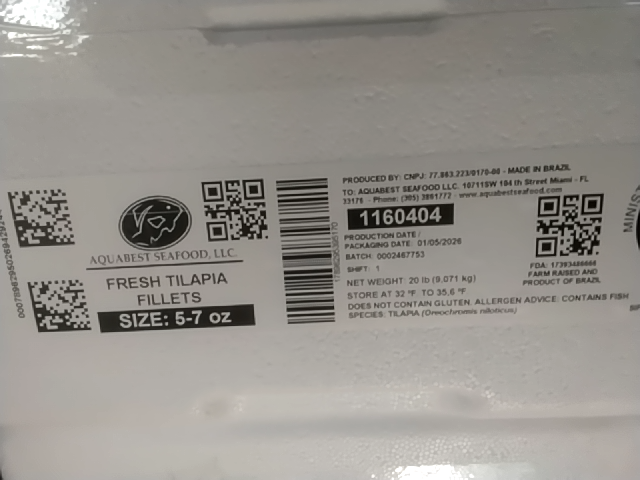 AQUABEST SEAFOOD, LLC.
FRESH TILAPIA
FILLETS
SIZE: 5-7 oz
PRODUCED BY: CNPJ: 77.863.223/0170-00 - MADE IN BRAZIL
TO: AQUABEST SEAFOOD LLC. 10711SW 184 th Street Miami - FL
Phone: (305) www.aquabestseafood.com
1160404
PRODUCTION DATE /
PACKAGING DATE: 01/05/2026
BATCH: 0002467753
SHIFT: 1
NET WEIGHT: 20 lb (9,071 kg)
STORE AT 32 °F. TO 35,6 °F.
DOES NOT CONTAIN GLUTEN. ALLERGEN ADVICE: CONTAINS FISH
SPECIES: TILAPIA (Oreochromis niloticus)
FDA:
FARM RAISED AND
PRODUCT OF BRAZIL